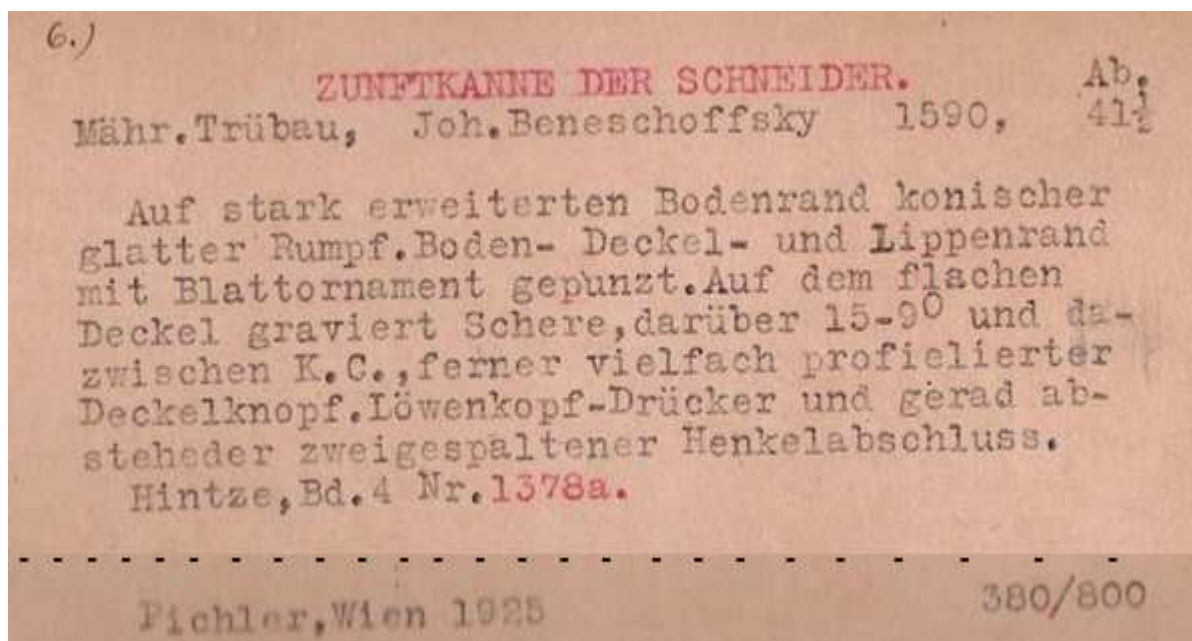 6.)
ZUNFTKANNE DER SCHNEIDER. Ab.
Mähr.Trübau, Joh.Beneschoffsky 1590, 41½
Auf stark erweiterten Bodenrand konischer
glatter Rumpf.Boden- Deckel- und Lippenrand
mit Blattornament gepunzt.Auf dem flachen
Deckel graviert Schere,darüber 15-90 und da-
zwischen K.C.,ferner vielfach profielierter
Deckelknopf.Löwenkopf-Drücker und gerad ab-
steheder zweigespaltener Henkelabschluss.
Hintze,Bd.4 Nr.1378a.
Pichler,Wien 1925 380/800